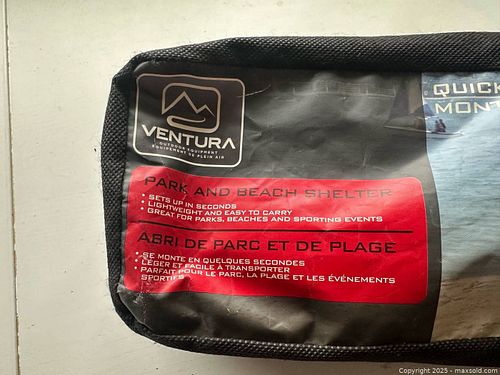 VENTURA
OUTDOOR EQUIPMENT
EQUIPEMENT DE PLEIN AIR
QUICK
MONT
PARK AND BEACH SHELTER
• SETS UP IN SECONDS
• LIGHTWEIGHT AND EASY TO CARRY
• GREAT FOR PARKS, BEACHES AND SPORTING EVENTS
ABRI DE PARC ET DE PLAGE
• SE MONTE EN QUELQUES SECONDES
• LÉGER ET FACILE À TRANSPORTER
• PARFAIT POUR LE PARC, LA PLAGE ET LES ÉVÉNEMENTS
SPORTIFS
Copyright 2025 - maxsold.com